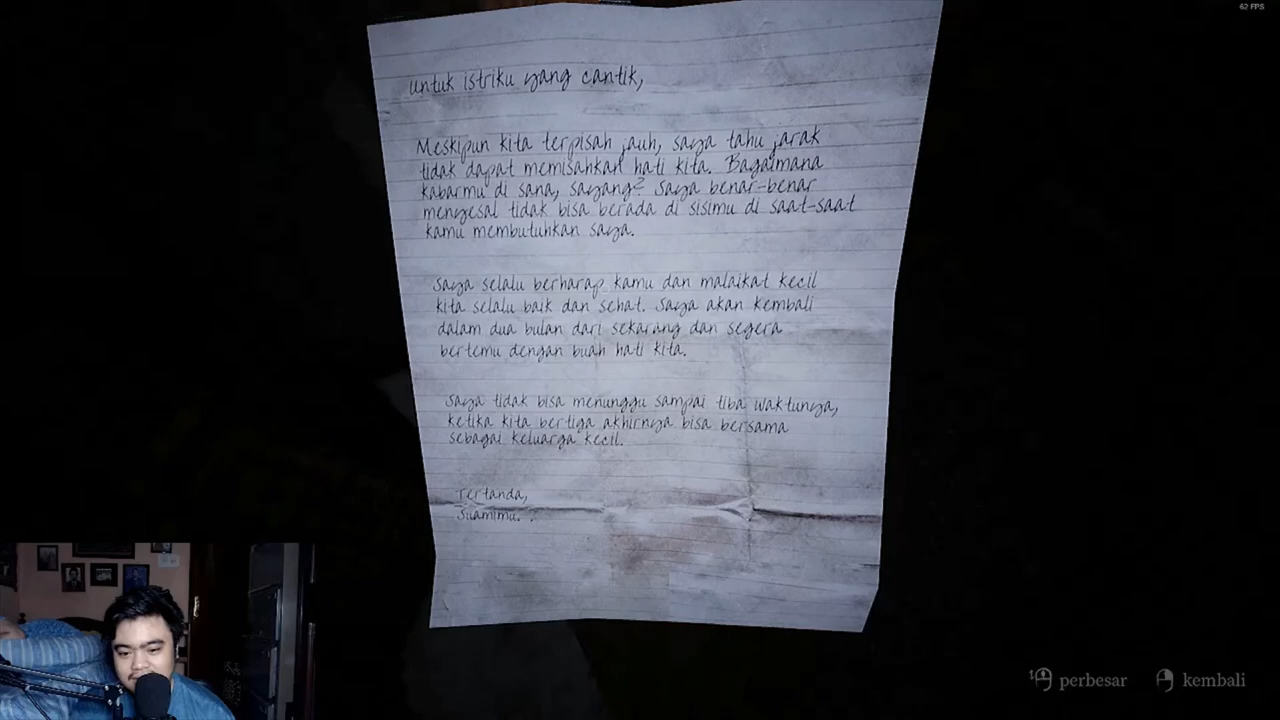 62 FPS
untuk istriku yang cantik,
Meskipun kita terpisah jauh, saya tahu jarak
tidak dapat memisahkan hati kita. Bagaimana
kabarmu di sana, sayang? Saya benar-benar
menyesal tidak bisa berada di sisimu di saat-saat
kamu membutuhkan saya.
Saya selalu berharap kamu dan malaikat kecil
kita selalu baik dan sehat. Saya akan kembali
dalam dua bulan dari sekarang dan segera
bertemu dengan buah hati kita.
Saya tidak bisa menunggu sampai tiba waktunya,
ketika kita bertiga akhirnya bisa bersama
sebagai keluarga kecil.
Tertanda,
Suamimu. .
perbesar
kembali